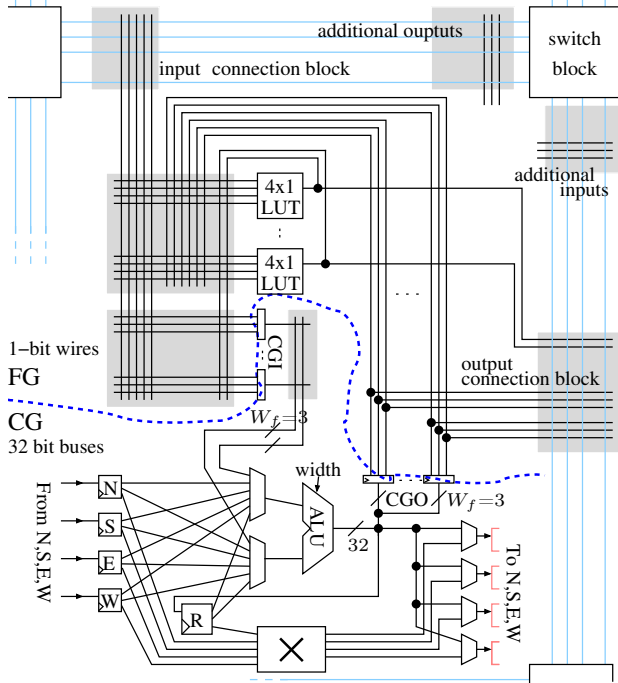 additional ouptuts
switch
block
input connection block
additional
inputs
4x1
LUT
:
4x1
LUT
:
. . .
CGI
1−bit wires
FG
output
connection block
CG
32 bit buses
W_f=3
width
CGO
W_f=3
ALU
32
From N,S,E,W
N
S
E
W
R
To N,S,E,W